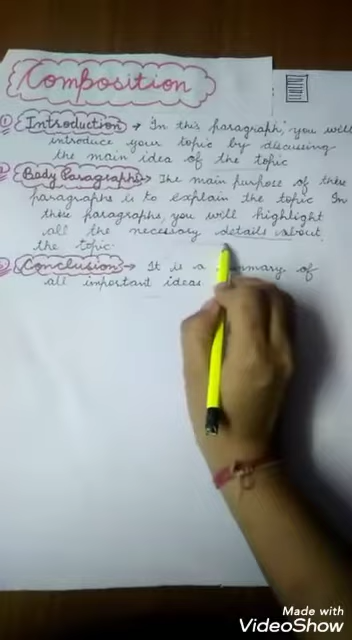 Composition
① Introduction → In this paragraph, you will
introduce your topic by discussing
the main idea of the topic
Body Paragraphs → The main purpose of these
paragraphs is to explain the topic In
these paragraphs, you will highlight
all the necessary details about
the topic.
Conclusion → It is a summary of
all important ideas
Made with
VideoShow